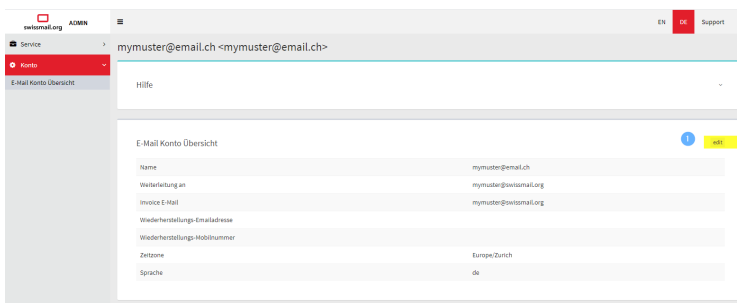 swissmail.org ADMIN
EN DE Support
Service
Konto
E-Mail Konto Übersicht
mymuster@email.ch <mymuster@email.ch>
Hilfe
E-Mail Konto Übersicht
1
edit
Name mymuster@email.ch
Weiterleitung an mymuster@swissmail.org
Invoice E-Mail mymuster@swissmail.org
Wiederherstellungs-Emailadresse
Wiederherstellungs-Mobilnummer
Zeitzone Europe/Zurich
Sprache de